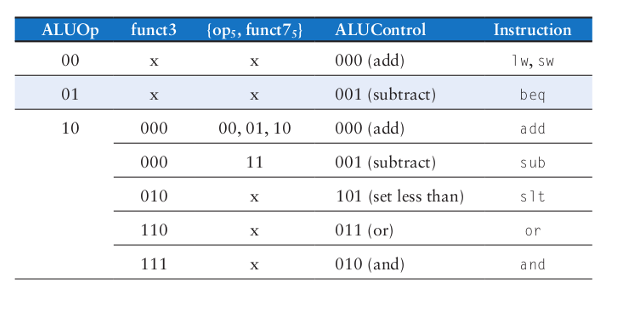 ALUOp funct3 {op₅, funct7₅} ALUControl Instruction
00 x x 000 (add) lw, sw
01 x x 001 (subtract) beq
10 000 00, 01, 10 000 (add) add
000 11 001 (subtract) sub
010 x 101 (set less than) slt
110 x 011 (or) or
111 x 010 (and) and